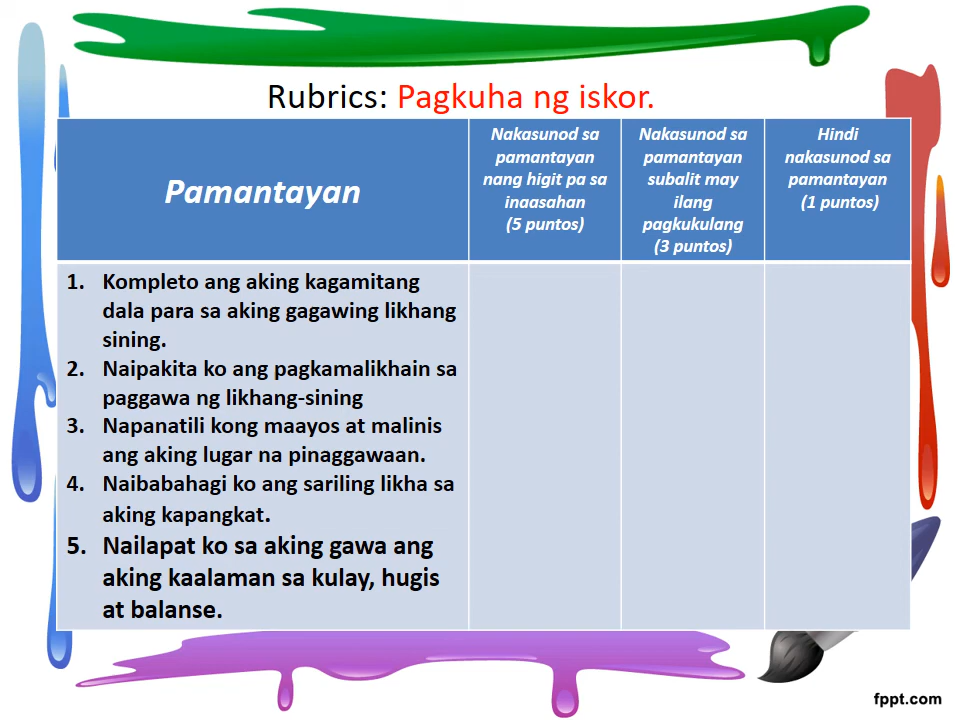 Rubrics: Pagkuha ng iskor.
Pamantayan
Nakasunod sa
pamantayan
nang higit pa sa
inaasahan
(5 puntos)
Nakasunod sa
pamantayan
subalit may
ilang
pagkukulang
(3 puntos)
Hindi
nakasunod sa
pamantayan
(1 puntos)
1. Kompleto ang aking kagamitang
dala para sa aking gagawing likhang
sining.
2. Naipakita ko ang pagkamalikhain sa
paggawa ng likhang-sining
3. Napanatili kong maayos at malinis
ang aking lugar na pinaggawaan.
4. Naibabahagi ko ang sariling likha sa
aking kapangkat.
5. Nailapat ko sa aking gawa ang
aking kaalaman sa kulay, hugis
at balanse.
fppt.com